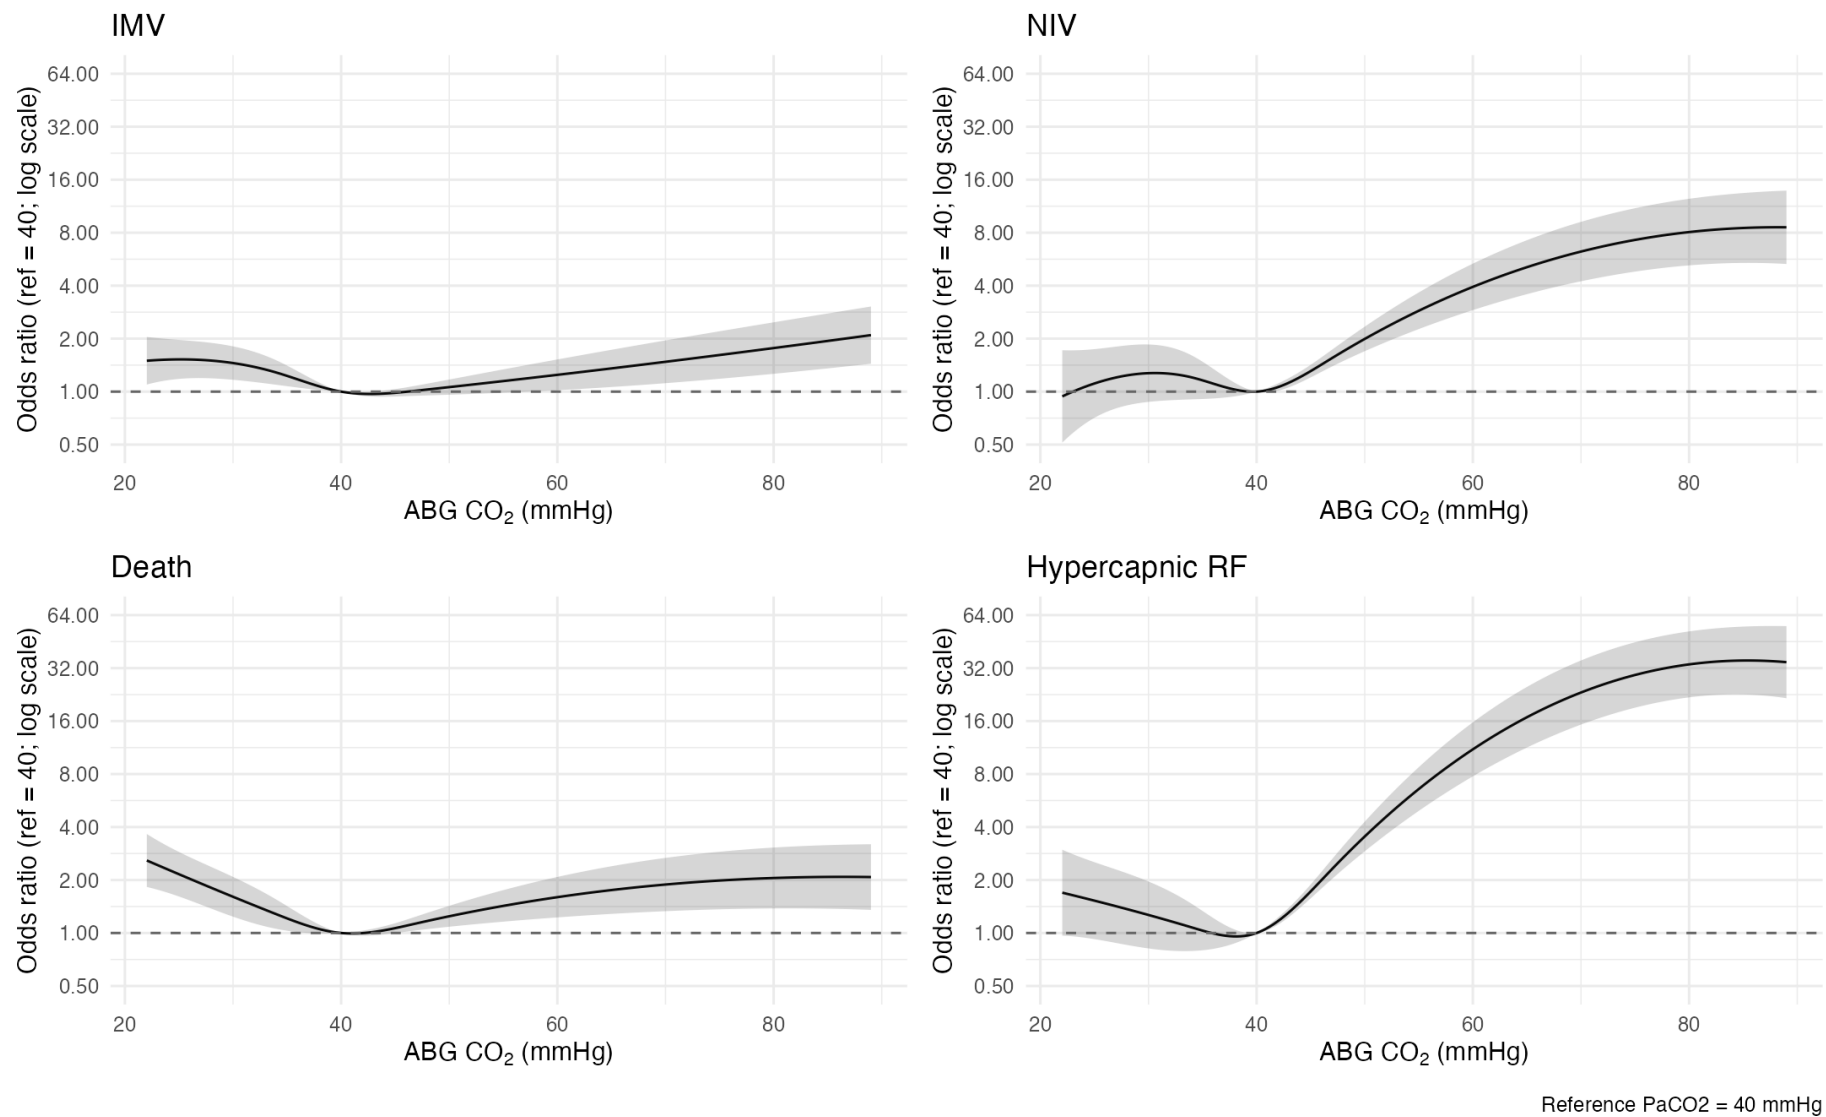 IMV
Odds ratio (ref = 40; log scale)
64.00
32.00
16.00
8.00
4.00
2.00
1.00
0.50
20 40 60 80
ABG CO₂ (mmHg)
NIV
Odds ratio (ref = 40; log scale)
64.00
32.00
16.00
8.00
4.00
2.00
1.00
0.50
20 40 60 80
ABG CO₂ (mmHg)
Death
Odds ratio (ref = 40; log scale)
64.00
32.00
16.00
8.00
4.00
2.00
1.00
0.50
20 40 60 80
ABG CO₂ (mmHg)
Hypercapnic RF
Odds ratio (ref = 40; log scale)
64.00
32.00
16.00
8.00
4.00
2.00
1.00
0.50
20 40 60 80
ABG CO₂ (mmHg)
Reference PaCO2 = 40 mmHg